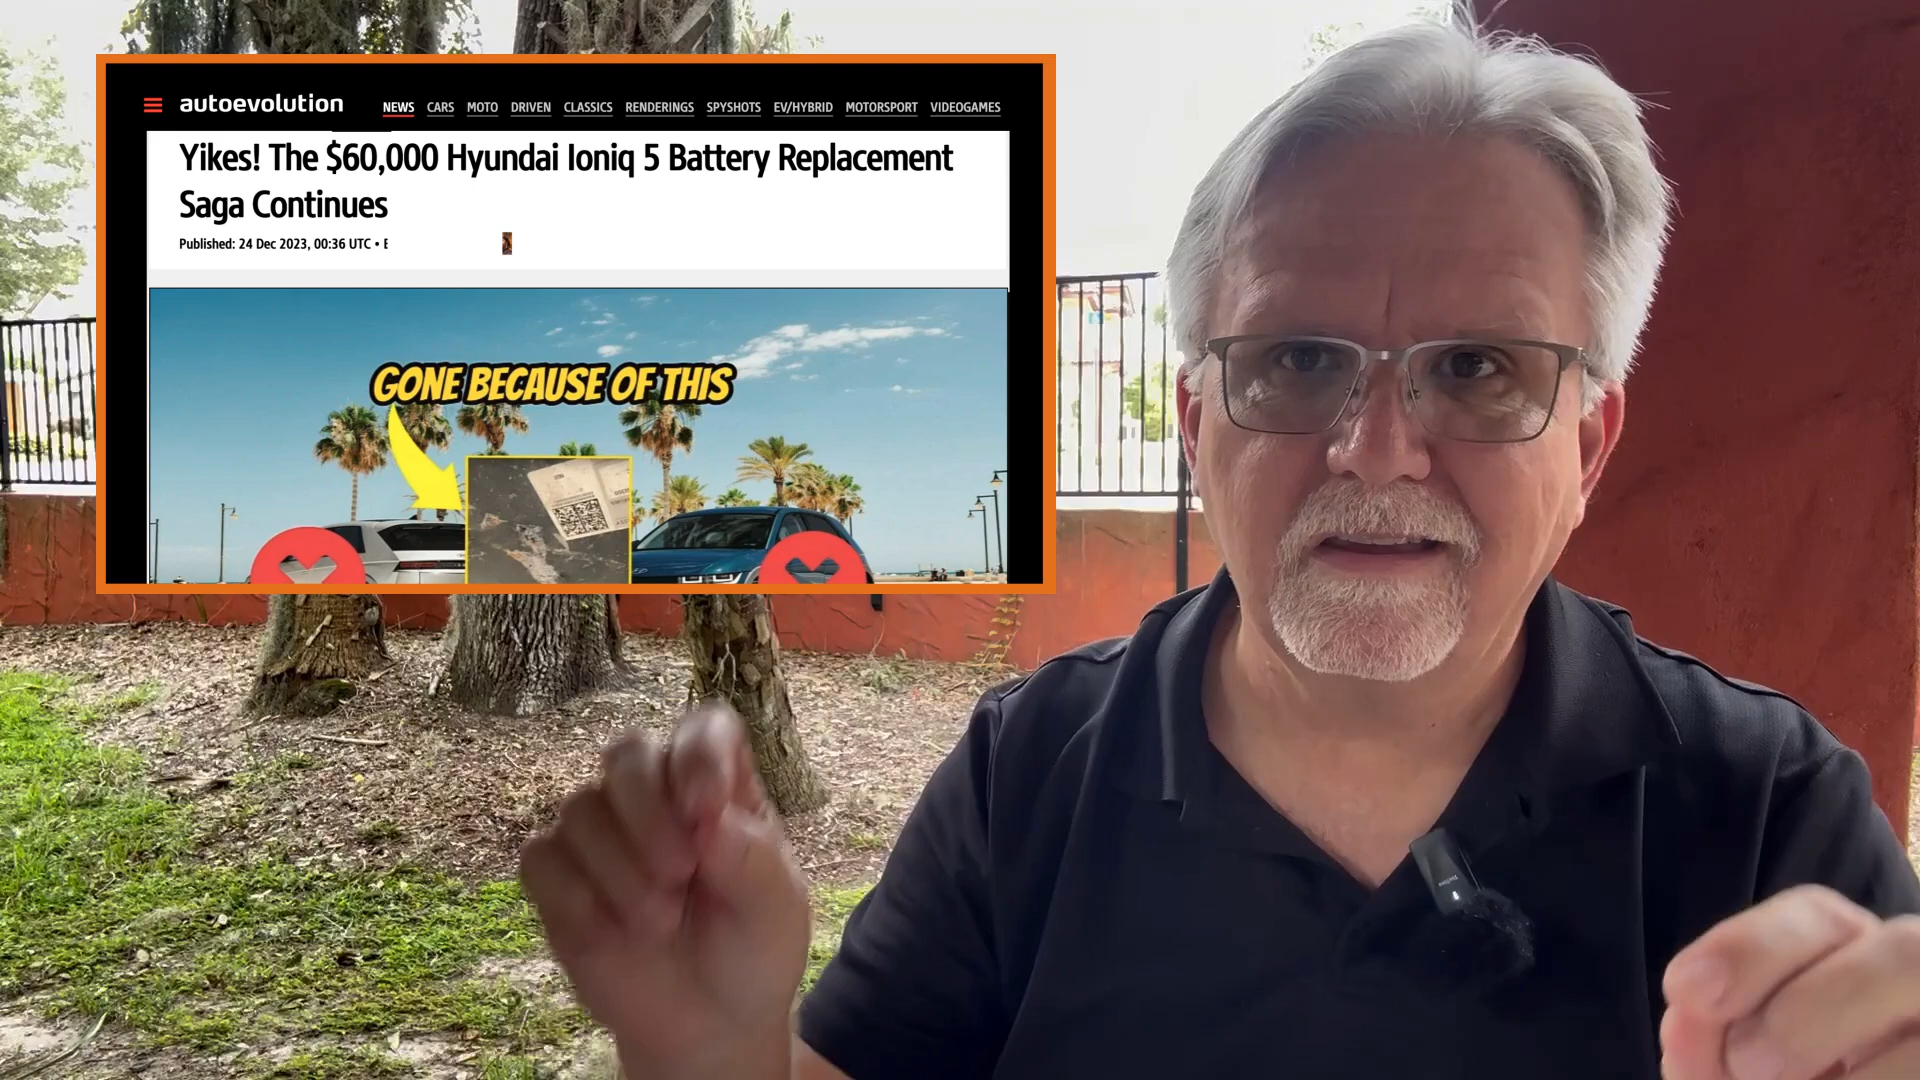 autoevolution
NEWS CARS MOTO DRIVEN CLASSICS RENDERINGS SPYSHOTS EV/HYBRID MOTORSPORT VIDEOGAMES
Yikes! The $60,000 Hyundai Ioniq 5 Battery Replacement
Saga Continues
Published: 24 Dec 2023, 00:36 UTC •
GONE BECAUSE OF THIS